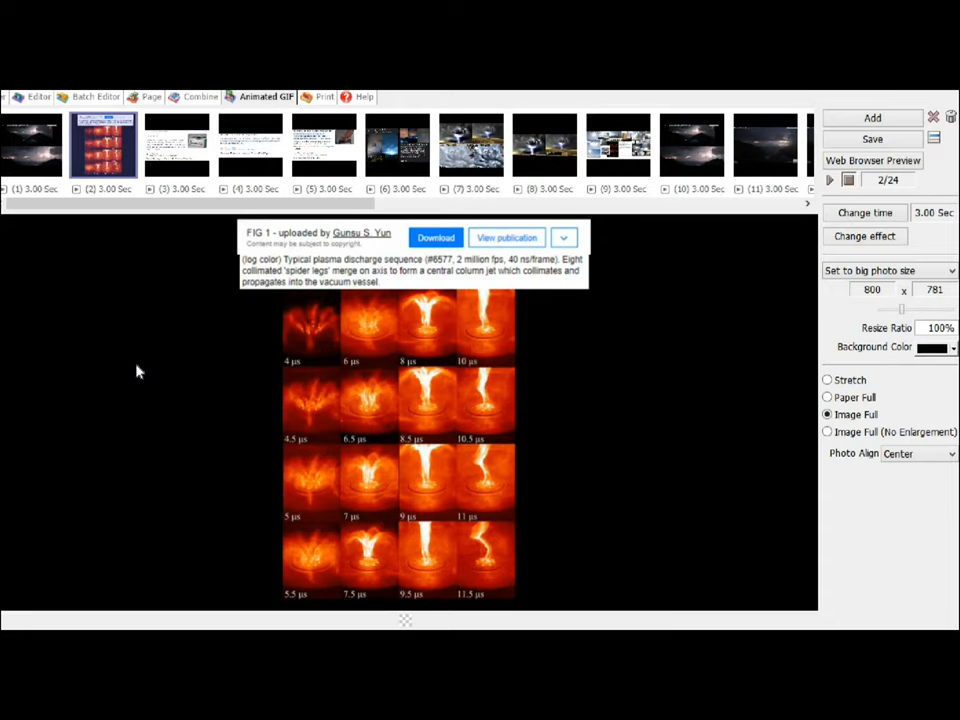 Editor Batch Editor Page Combine Animated GIF Print Help
(1) 3.00 Sec (2) 3.00 Sec (3) 3.00 Sec (4) 3.00 Sec (5) 3.00 Sec (6) 3.00 Sec (7) 3.00 Sec (8) 3.00 Sec (9) 3.00 Sec (10) 3.00 Sec (11) 3.00 Sec
Add
Save
Web Browser Preview
2/24
Change time 3.00 Sec
Change effect
Set to big photo size
800 x 781
Resize Ratio 100%
Background Color
Stretch
Paper Full
Image Full
Image Full (No Enlargement)
Photo Align Center
FIG 1 - uploaded by Gunsu S. Yun
Content may be subject to copyright.
Download View publication
(log color) Typical plasma discharge sequence (#6577, 2 million fps, 40 ns/frame). Eight
collimated 'spider legs' merge on axis to form a central column jet which collimates and
propagates into the vacuum vessel.
4 µs 6 µs 8 µs 10 µs
4.5 µs 6.5 µs 8.5 µs 10.5 µs
5 µs 7 µs 9 µs 11 µs
5.5 µs 7.5 µs 9.5 µs 11.5 µs